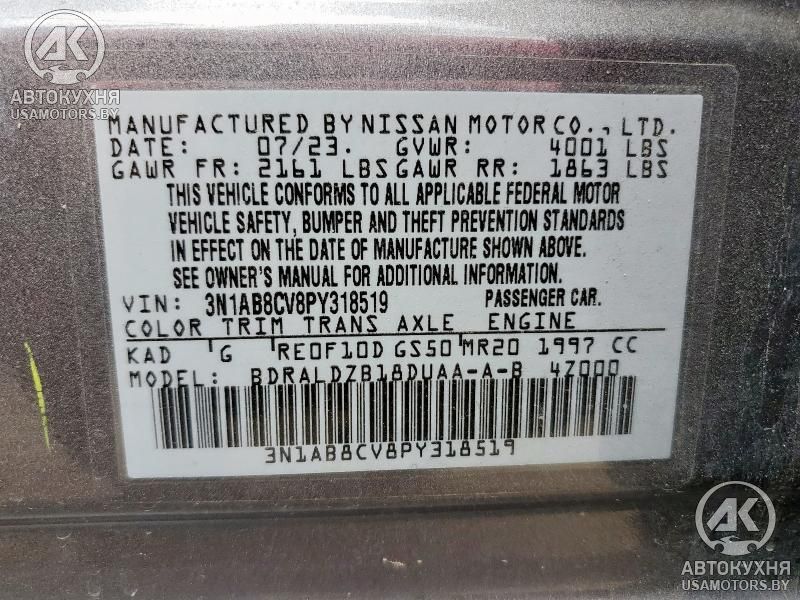 AK
АВТОКУХНЯ
USAMOTORS.BY
MANUFACTURED BY NISSAN MOTOR CO., LTD.
DATE: 07/23. GVWR: 4001 LBS
GAWR FR: 2161 LBS GAWR RR: 1863 LBS
THIS VEHICLE CONFORMS TO ALL APPLICABLE FEDERAL MOTOR
VEHICLE SAFETY, BUMPER AND THEFT PREVENTION STANDARDS
IN EFFECT ON THE DATE OF MANUFACTURE SHOWN ABOVE.
SEE OWNER'S MANUAL FOR ADDITIONAL INFORMATION.
VIN: 3N1AB8CV8PY318519 PASSENGER CAR.
COLOR TRIM TRANS AXLE ENGINE
KAD G RE0F10D GS50 MR20 1997 CC
MODEL: BDRALDZB18DUAA-A-B 4Z000
3N1AB8CV8PY318519
AK
АВТОКУХНЯ
USAMOTORS.BY